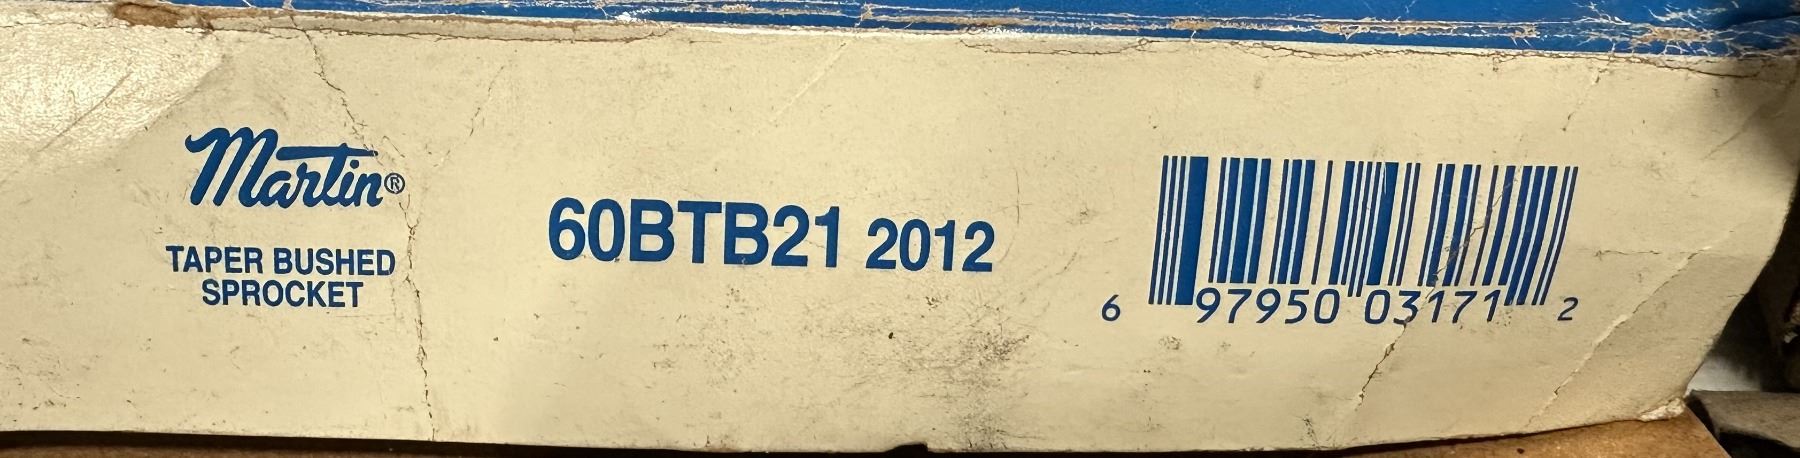 Martin®
TAPER BUSHED
SPROCKET
60BTB21 2012
6 97950 03171 2